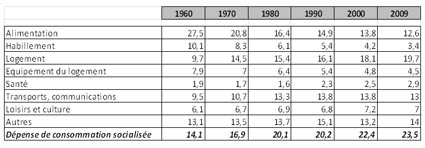 1960 1970 1980 1990 2000 2009
Alimentation 27,5 20,8 16,4 14,9 13,8 12,6
Habillement 10,1 8,3 6,1 5,4 4,2 3,4
Logement 9,7 14,5 15,4 16,1 18,1 19,7
Equipement du logement 7,9 7 6,4 5,4 4,8 4,5
Santé 1,9 1,7 1,6 2,3 2,5 2,9
Transports, communications 9,5 10,7 13,3 13,8 13,8 13
Loisirs et culture 6,1 6,7 6,9 6,8 7,2 7
Autres 13,1 13,5 13,7 15,1 13,2 14
Dépense de consommation socialisée 14,1 16,9 20,1 20,2 22,4 23,5